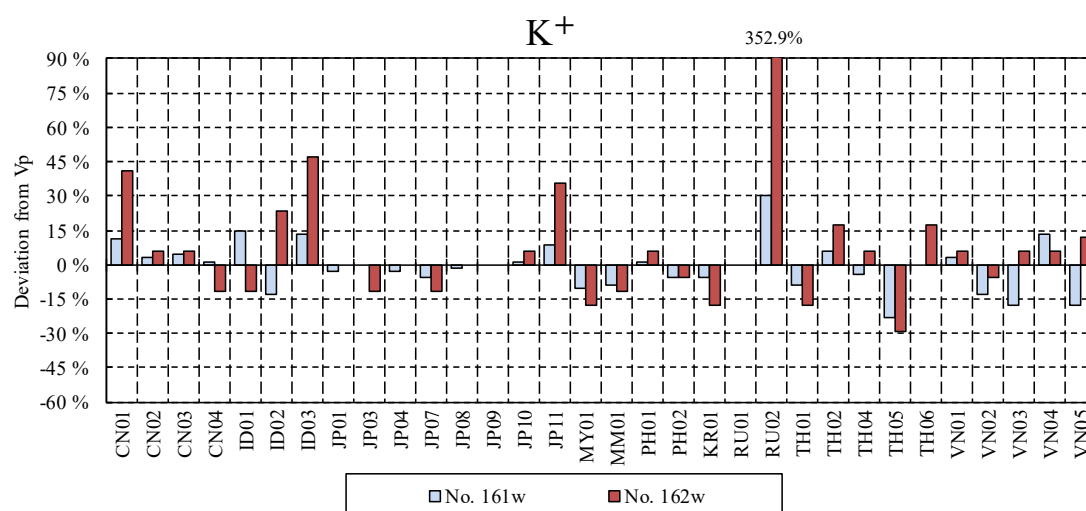 K+
352.9%
90 %
75 %
60 %
45 %
30 %
15 %
0 %
-15 %
-30 %
-45 %
-60 %
Deviation from Vp
CN01
CN02
CN03
CN04
ID01
ID02
ID03
JP01
JP03
JP04
JP07
JP08
JP09
JP10
JP11
MY01
MM01
PH01
PH02
KR01
RU01
RU02
TH01
TH02
TH04
TH05
TH06
VN01
VN02
VN03
VN04
VN05
No. 161w
No. 162w